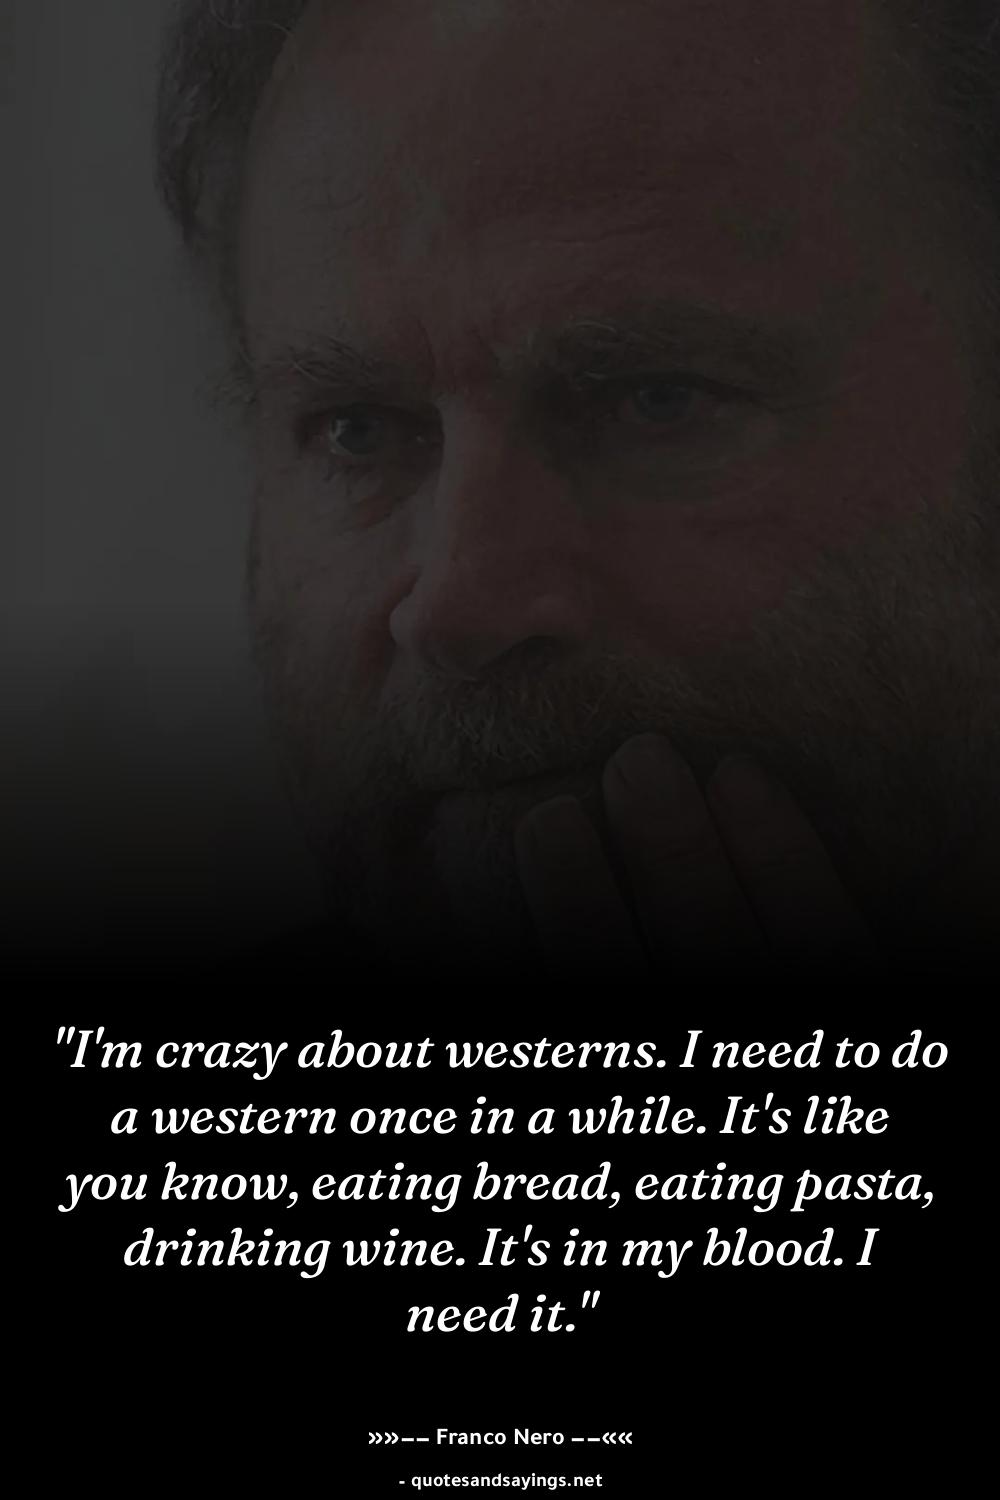 "I'm crazy about westerns. I need to do
a western once in a while. It's like
you know, eating bread, eating pasta,
drinking wine. It's in my blood. I
need it."
»»−− Franco Nero −−««
- quotesandsayings.net